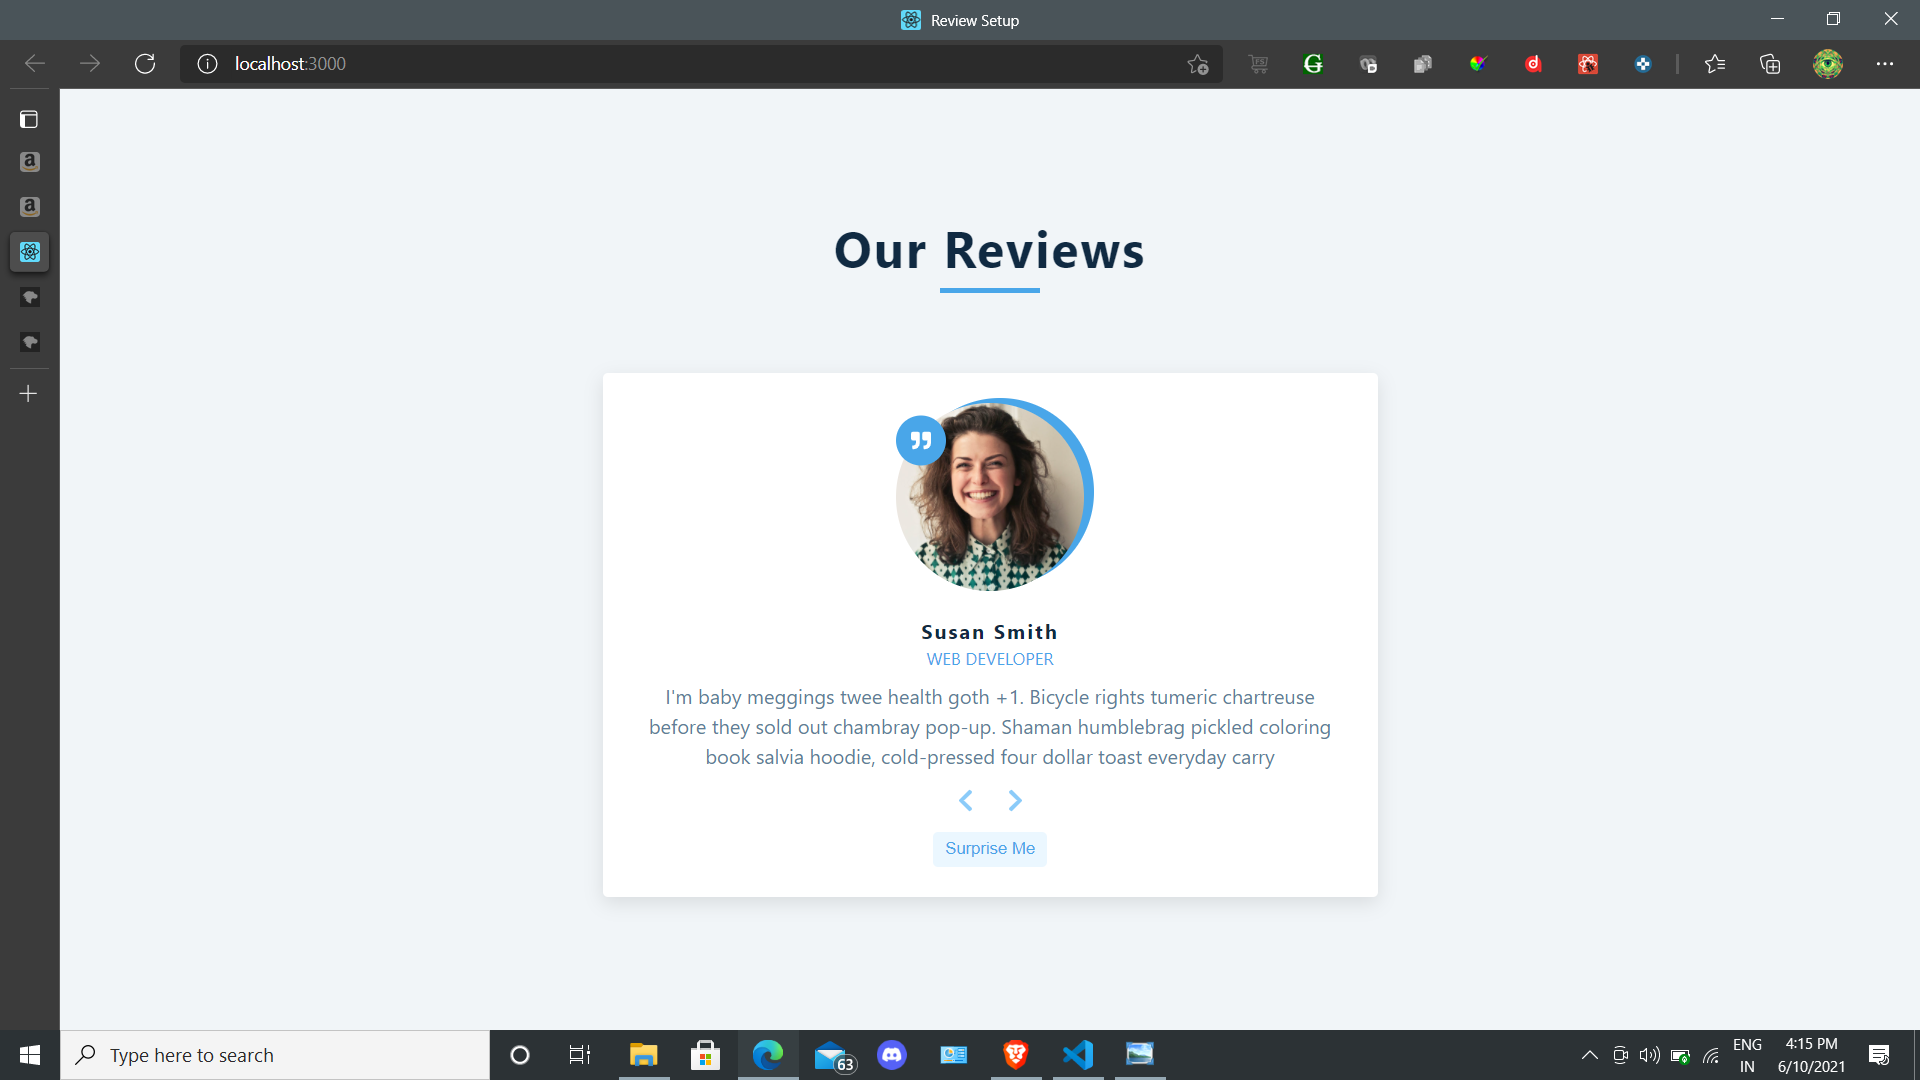 Review Setup
localhost:3000
Our Reviews
Susan Smith
WEB DEVELOPER
I'm baby meggings twee health goth +1. Bicycle rights tumeric chartreuse
before they sold out chambray pop-up. Shaman humblebrag pickled coloring
book salvia hoodie, cold-pressed four dollar toast everyday carry
Surprise Me
Type here to search
63
ENG
IN
4:15 PM
6/10/2021